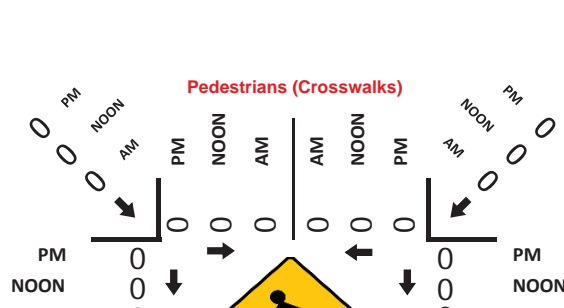 Pedestrians (Crosswalks)
PM NOON AM
0 0 0
PM NOON AM AM NOON PM
0 0 0 0 0 0
PM NOON AM
0 0 0
PM 0 0 PM
NOON 0 0 NOON